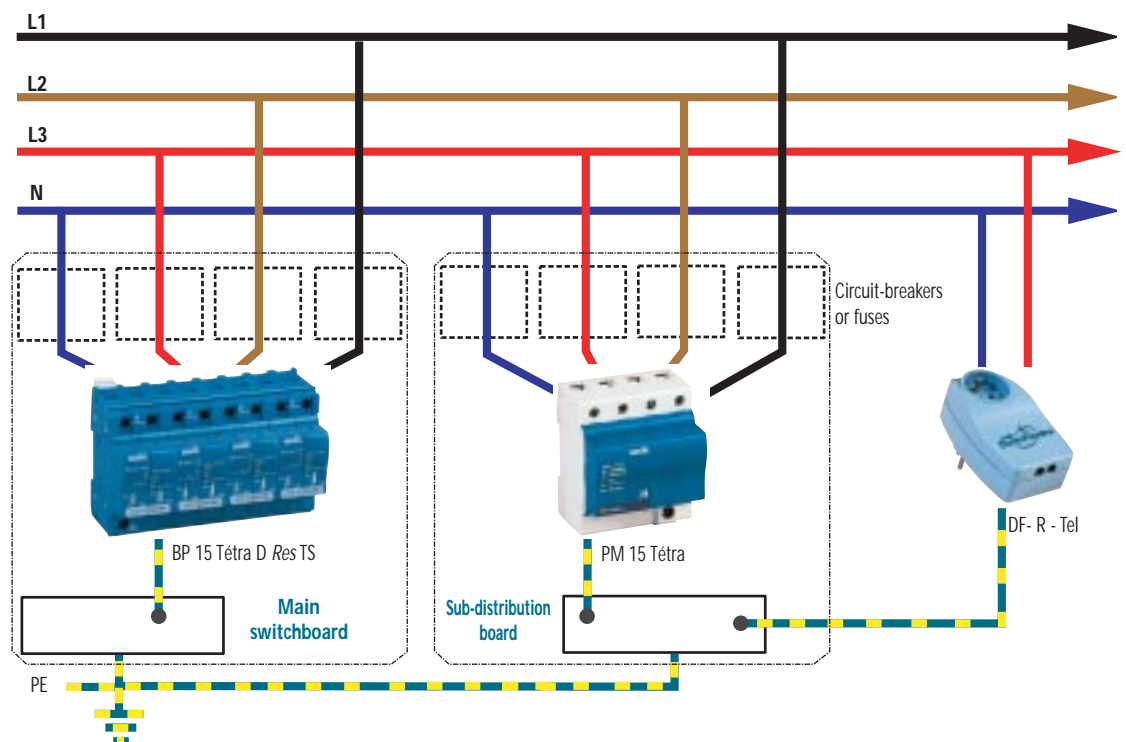 L1
L2
L3
N
Circuit-breakers
or fuses
BP 15 Tétra D Res TS
PM 15 Tétra
DF- R - Tel
Main
switchboard
Sub-distribution
board
PE